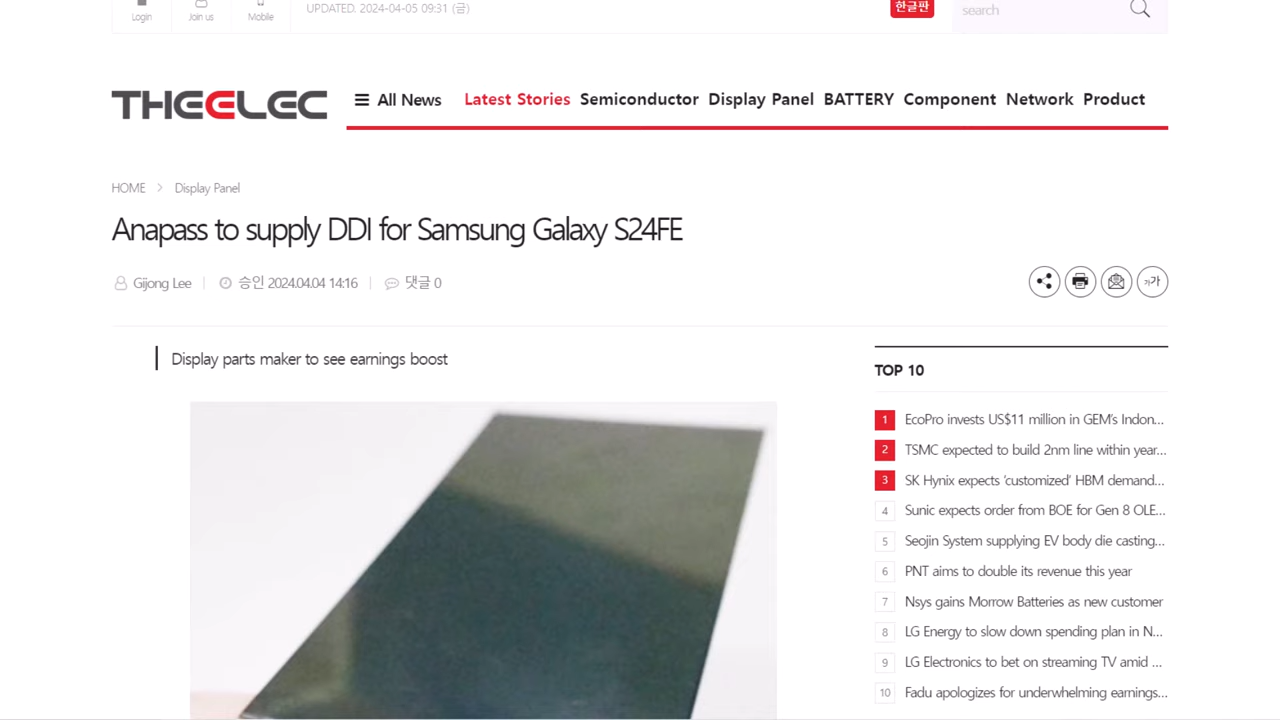 Login
Join us
Mobile
UPDATED. 2024-04-05 09:31 (금)
한글판
search
THEELEC
All News
Latest Stories
Semiconductor
Display Panel
BATTERY
Component
Network
Product
HOME
Display Panel
Anapass to supply DDI for Samsung Galaxy S24FE
Gijong Lee
승인 2024.04.04 14:16
댓글 0
가가
Display parts maker to see earnings boost
TOP 10
1 EcoPro invests US$11 million in GEM’s Indon...
2 TSMC expected to build 2nm line within year...
3 SK Hynix expects ‘customized’ HBM demand...
4 Sunic expects order from BOE for Gen 8 OLE...
5 Seojin System supplying EV body die casting...
6 PNT aims to double its revenue this year
7 Nsys gains Morrow Batteries as new customer
8 LG Energy to slow down spending plan in N...
9 LG Electronics to bet on streaming TV amid ...
10 Fadu apologizes for underwhelming earnings...